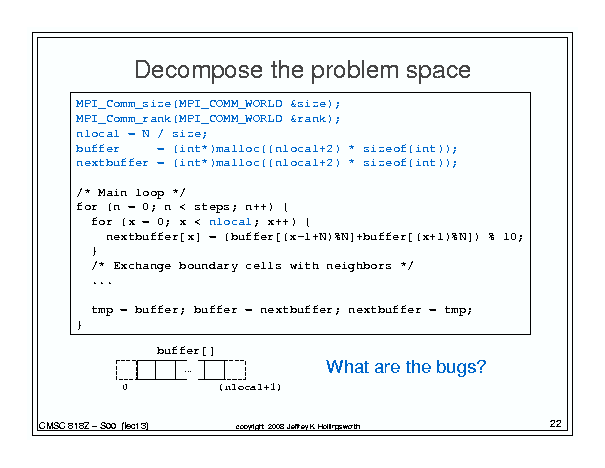 Decompose the problem space
MPI_Comm_size(MPI_COMM_WORLD &size);
MPI_Comm_rank(MPI_COMM_WORLD &rank);
nlocal = N / size;
buffer     = (int*)malloc((nlocal+2) * sizeof(int));
nextbuffer = (int*)malloc((nlocal+2) * sizeof(int));
/* Main loop */
for (n = 0; n < steps; n++) {
for (x = 0; x < nlocal; x++) {
nextbuffer[x] = (buffer[(x-1+N)%N]+buffer[(x+1)%N]) % 10;
}
/* Exchange boundary cells with neighbors */
...
tmp = buffer; buffer = nextbuffer; nextbuffer = tmp;
}
buffer[]
...
0 (nlocal+1)
What are the bugs?
CMSC 818Z – S00 (lect3)
copyright 2008 Jeffrey K Hollingsworth
22